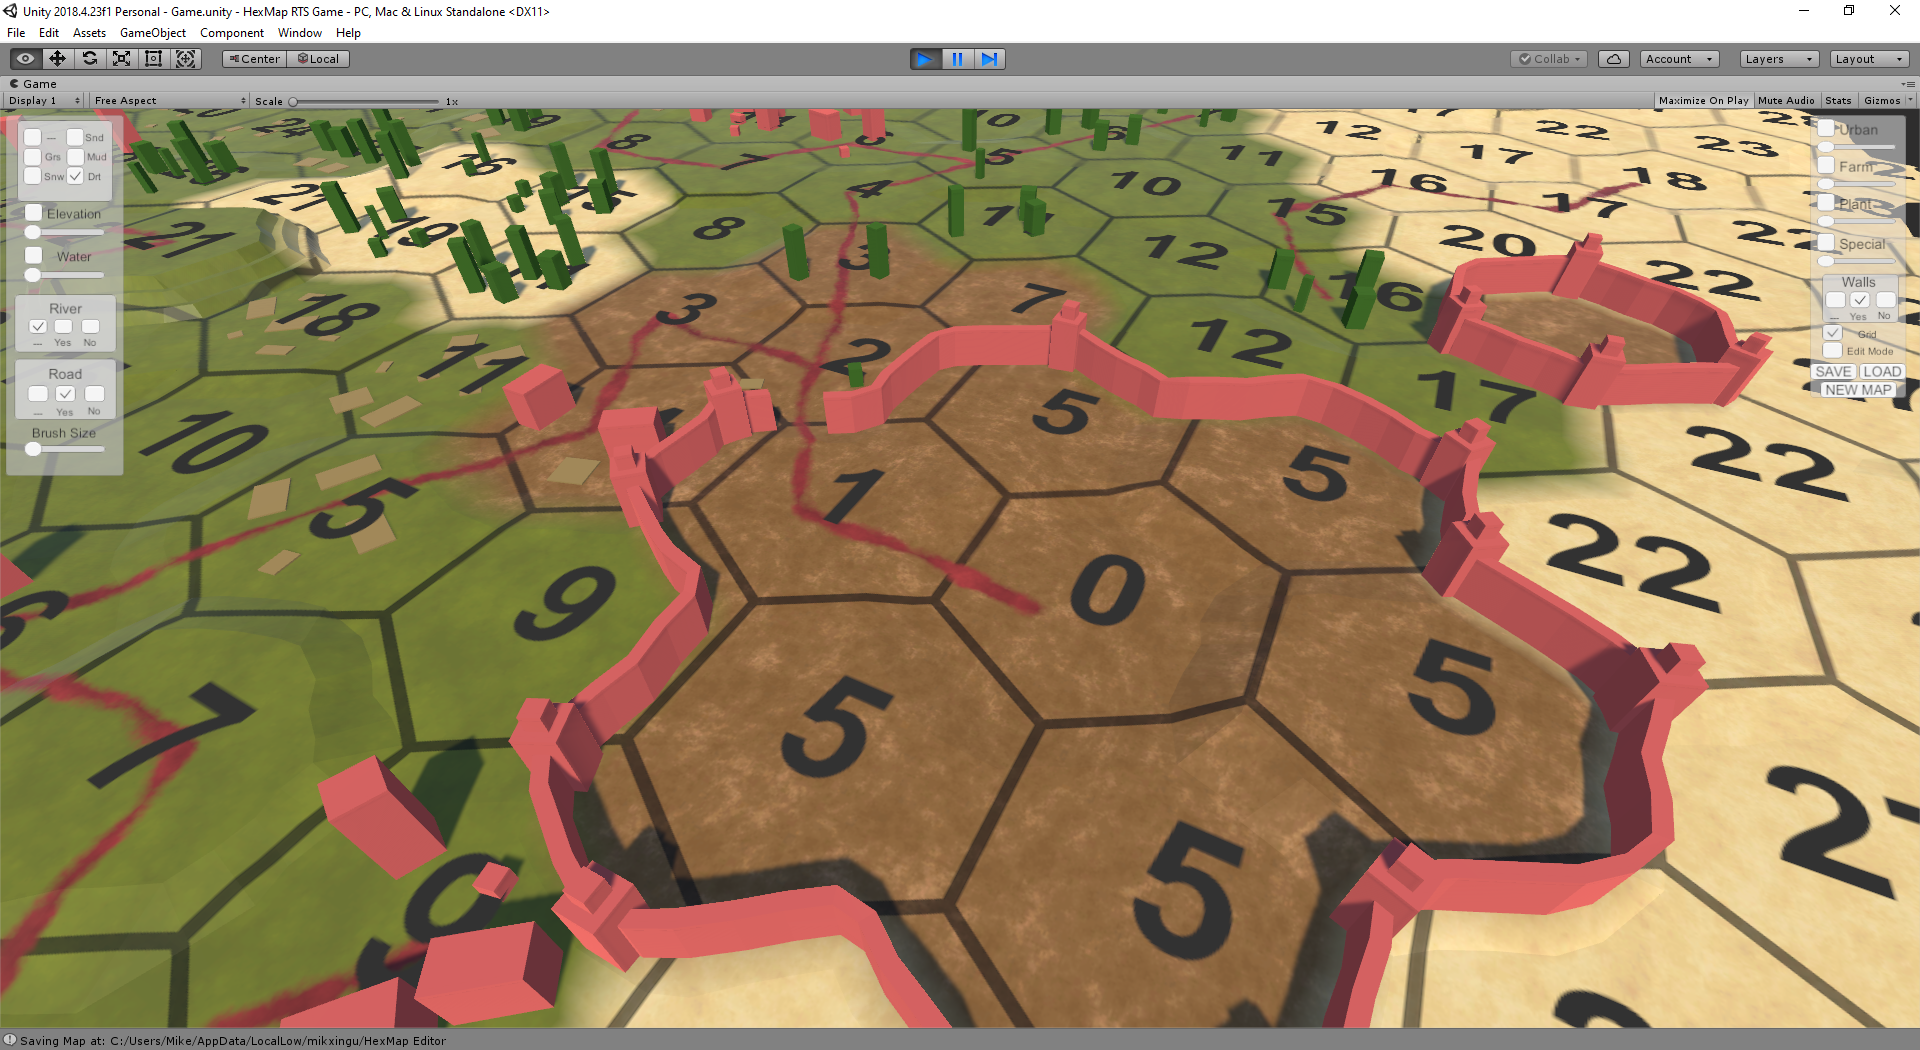 Unity 2018.4.23f1 Personal - Game.unity - HexMap RTS Game - PC, Mac & Linux Standalone <DX11>
File Edit Assets GameObject Component Window Help
Center Local Collab Account Layers Layout
Game
Display 1 Free Aspect Scale 1x Maximize On Play Mute Audio Stats Gizmos
--- Snd
Grs Mud
Snw Drt
Elevation
Water
River
--- Yes No
Road
--- Yes No
Brush Size
Urban
Farm
Plant
Special
Walls
--- Yes No
Grid
Edit Mode
SAVE LOAD
NEW MAP
8 7 10 12 22
5 11 17 23
4 10 16 18
15 17
21 8 12 20
3 16 22
18 3 7
11 2 12
17
5
10 1 5 22
5
9 0 22
7 5 5
5
Saving Map at: C:/Users/Mike/AppData/LocalLow/mikxingu/HexMap Editor